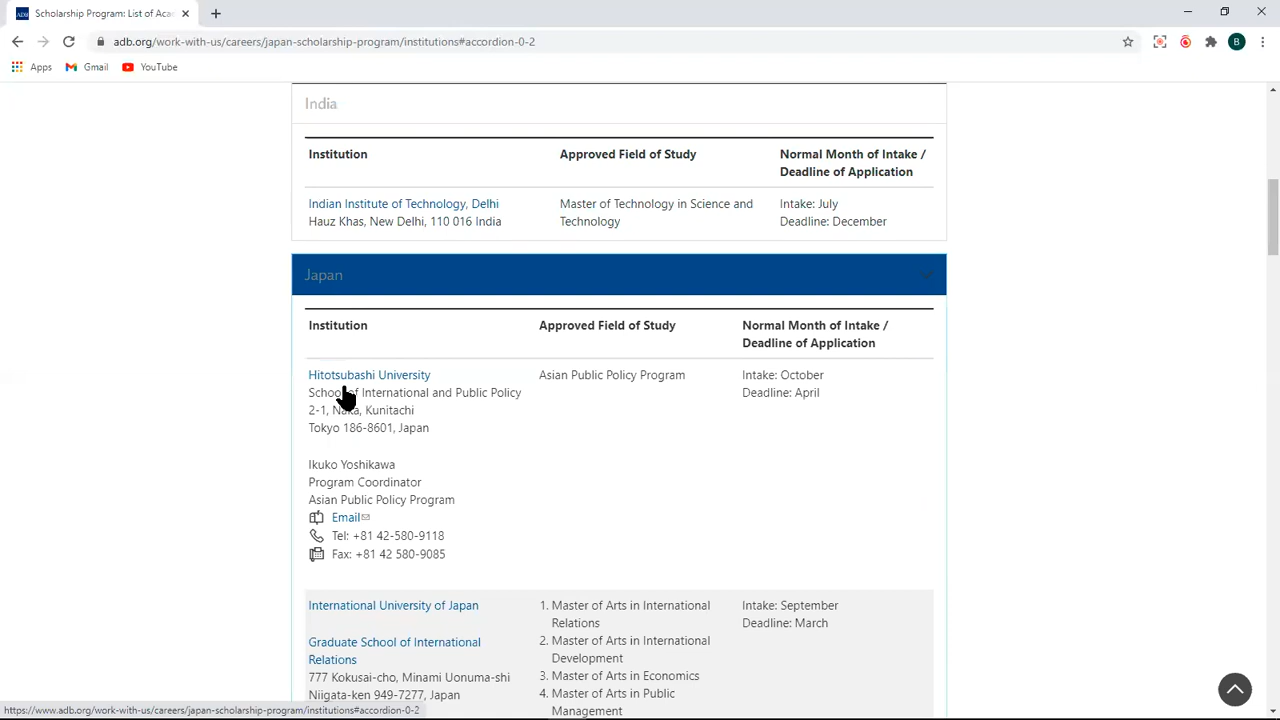 Scholarship Program: List of Aca
adb.org/work-with-us/careers/japan-scholarship-program/institutions#accordion-0-2
B
Apps
Gmail
YouTube
India
Institution
Approved Field of Study
Normal Month of Intake /
Deadline of Application
Indian Institute of Technology, Delhi
Hauz Khas, New Delhi, 110 016 India
Master of Technology in Science and
Technology
Intake: July
Deadline: December
Japan
Institution
Approved Field of Study
Normal Month of Intake /
Deadline of Application
Hitotsubashi University
School of International and Public Policy
2-1, Naka, Kunitachi
Tokyo 186-8601, Japan
Asian Public Policy Program
Intake: October
Deadline: April
Ikuko Yoshikawa
Program Coordinator
Asian Public Policy Program
Email
Tel: +81 42-580-9118
Fax: +81 42 580-9085
International University of Japan
Graduate School of International
Relations
777 Kokusai-cho, Minami Uonuma-shi
Niigata-ken 949-7277, Japan
1. Master of Arts in International
Relations
2. Master of Arts in International
Development
3. Master of Arts in Economics
4. Master of Arts in Public
Management
Intake: September
Deadline: March
https://www.adb.org/work-with-us/careers/japan-scholarship-program/institutions#accordion-0-2